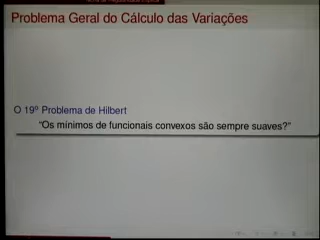 Problema Geral do Cálculo das Variações
O 19º Problema de Hilbert
"Os mínimos de funcionais convexos são sempre suaves?"